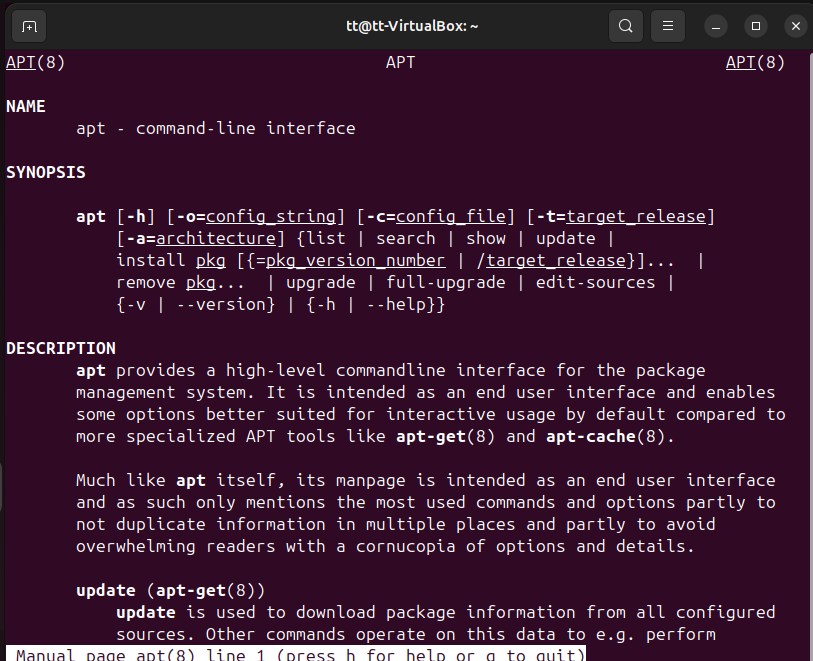 tt@tt-VirtualBox: ~
APT(8) APT APT(8)
NAME
apt - command-line interface
SYNOPSIS
apt [-h] [-o=config_string] [-c=config_file] [-t=target_release]
[-a=architecture] {list | search | show | update |
install pkg [{=pkg_version_number | /target_release}]... |
remove pkg... | upgrade | full-upgrade | edit-sources |
{-v | --version} | {-h | --help}}
DESCRIPTION
apt provides a high-level commandline interface for the package
management system. It is intended as an end user interface and enables
some options better suited for interactive usage by default compared to
more specialized APT tools like apt-get(8) and apt-cache(8).
Much like apt itself, its manpage is intended as an end user interface
and as such only mentions the most used commands and options partly to
not duplicate information in multiple places and partly to avoid
overwhelming readers with a cornucopia of options and details.
update (apt-get(8))
update is used to download package information from all configured
sources. Other commands operate on this data to e.g. perform
Manual page apt(8) line 1 (press h for help or q to quit)